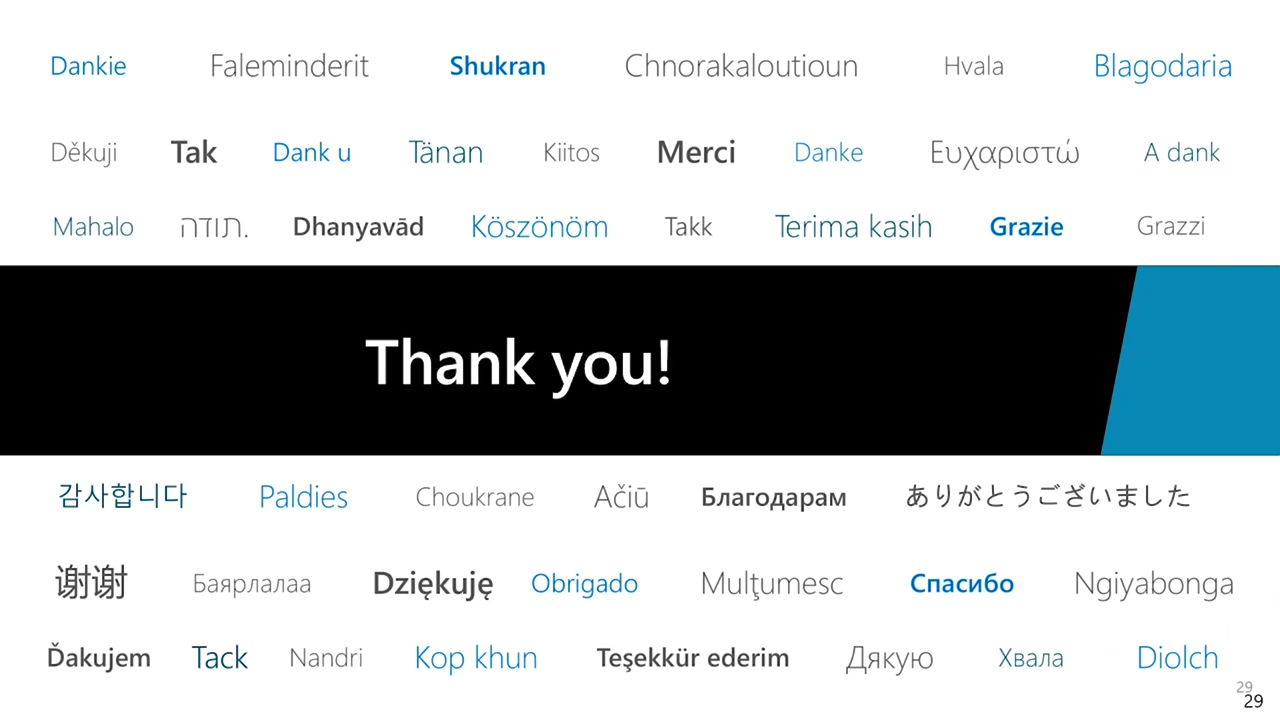 Dankie Faleminderit Shukran Chnorakaloutioun Hvala Blagodaria
Děkuji Tak Dank u Tänan Kiitos Merci Danke Ευχαριστώ A dank
Mahalo תודה. Dhanyavād Köszönöm Takk Terima kasih Grazie Grazzi
Thank you!
감사합니다 Paldies Choukrane Ačiū Благодарам ありがとうございました
谢谢 Баярлалаа Dziękuję Obrigado Mulţumesc Спасибо Ngiyabonga
Ďakujem Tack Nandri Kop khun Teşekkür ederim Дякую Хвала Diolch
29
29